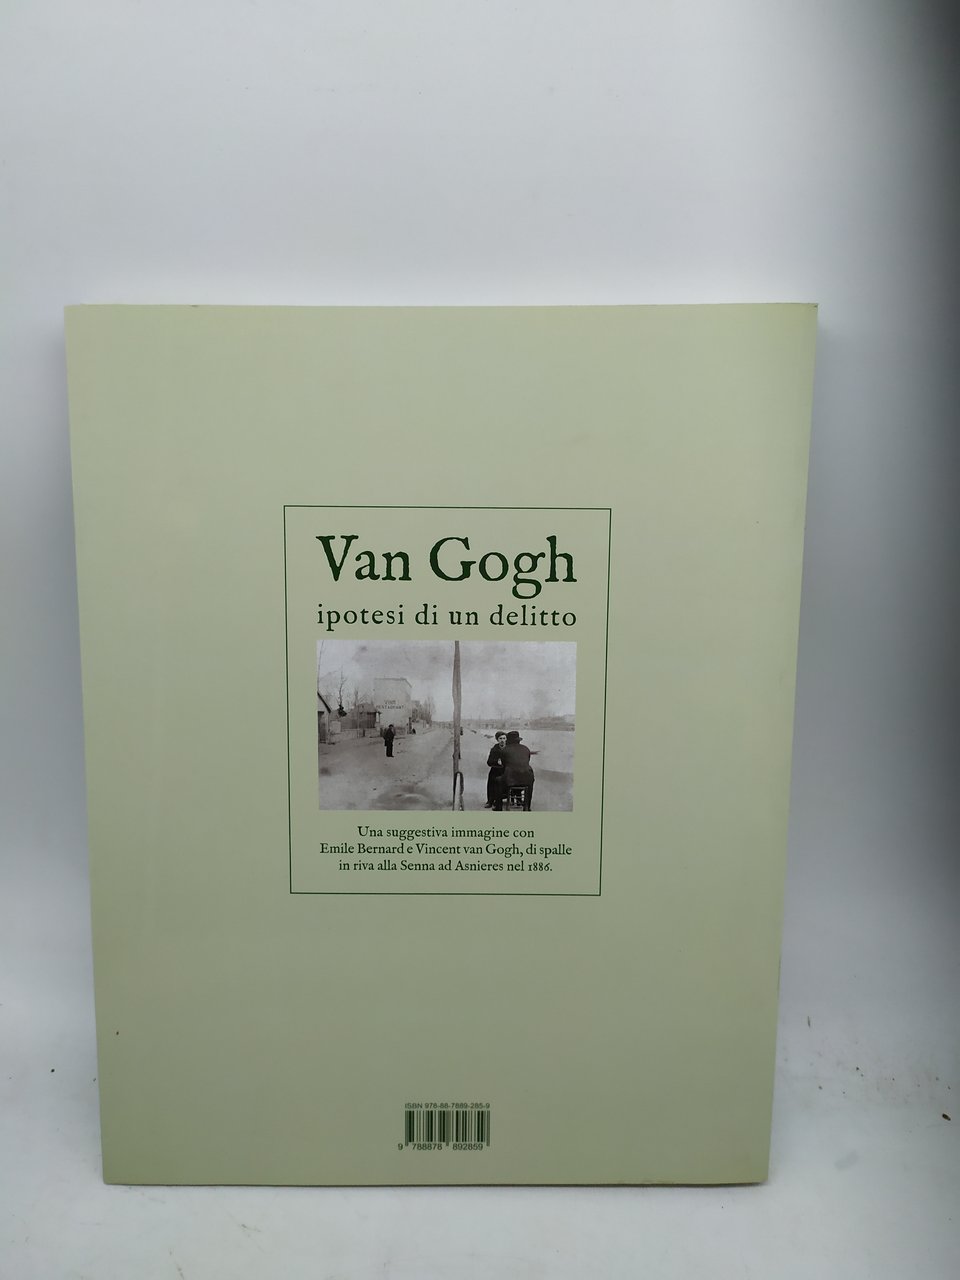 Van Gogh
ipotesi di un delitto
Una suggestiva immagine con
Emile Bernard e Vincent van Gogh, di spalle
in riva alla Senna ad Asnieres nel 1886.
ISBN 978-88-7889-285-9
9 788878 892859